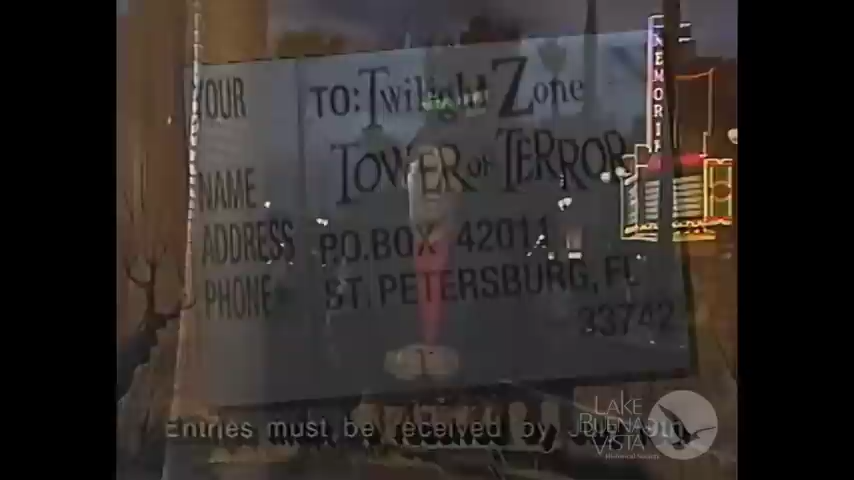 YOUR
NAME
ADDRESS
PHONE
TO: Twilight Zone
TOWER OF TERROR
P.O. BOX 42011
ST. PETERSBURG, FL
33742
Entries must be received by
LAKE
BUENA
VISTA
Historical Society